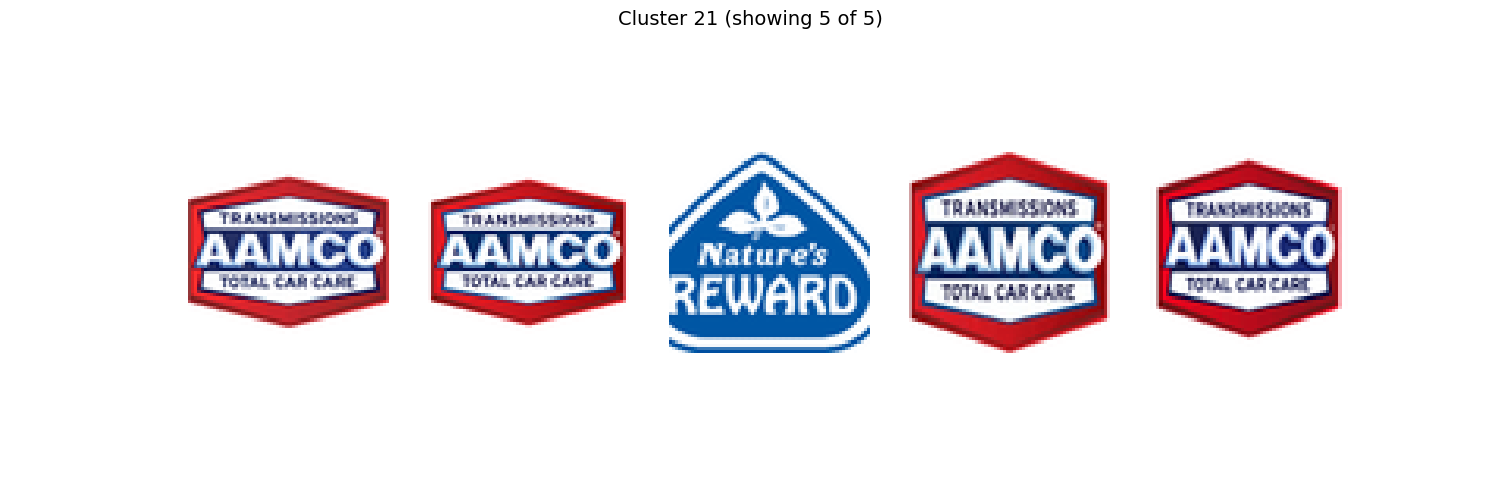 Cluster 21 (showing 5 of 5)
TRANSMISSIONS
AAMCO
TOTAL CAR CARE
TRANSMISSIONS
AAMCO
TOTAL CAR CARE
Nature's
REWARD
TRANSMISSIONS
AAMCO
TOTAL CAR CARE
TRANSMISSIONS
AAMCO
TOTAL CAR CARE